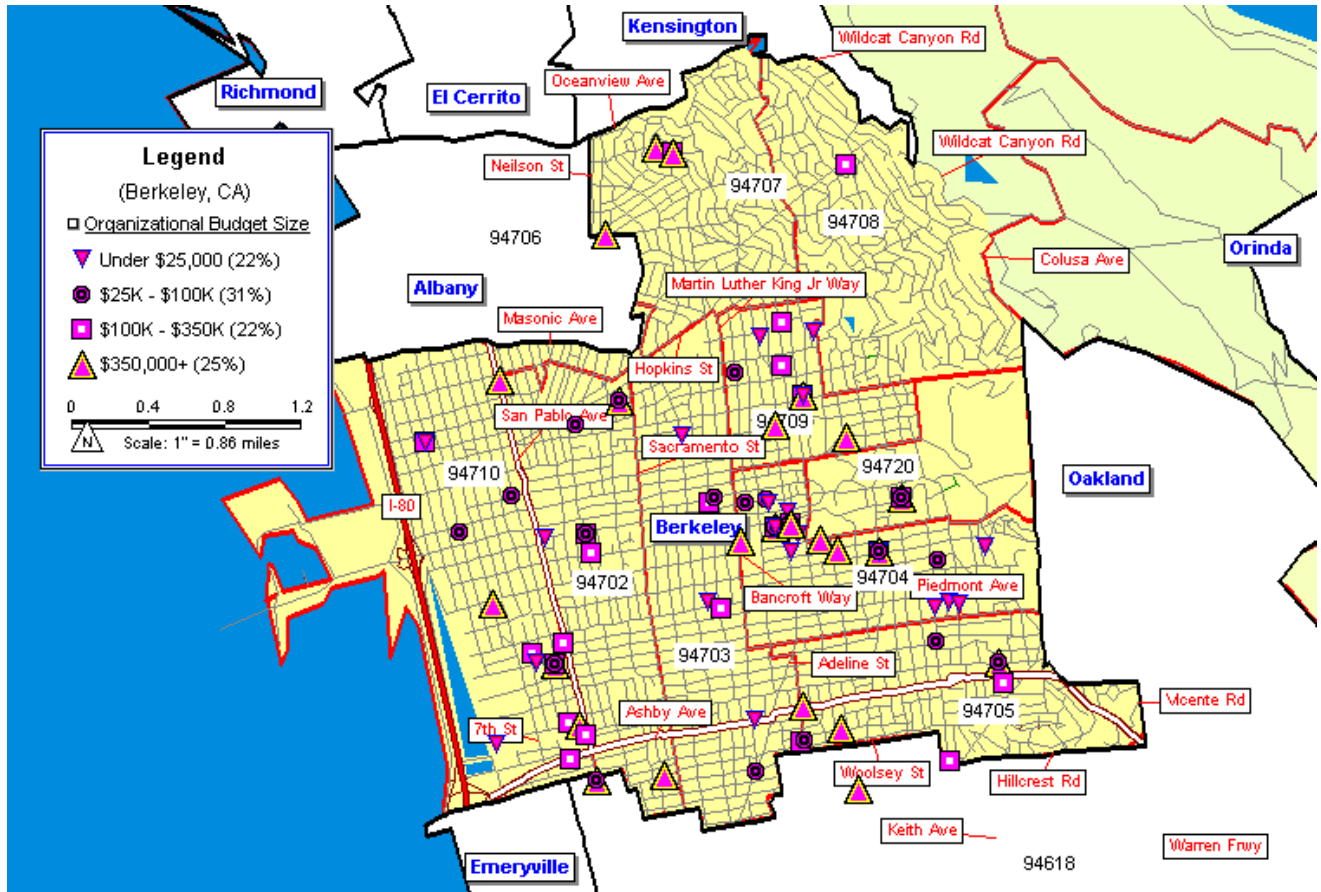 Kensington
Wildcat Canyon Rd
Oceanview Ave
Richmond
El Cerrito
Legend
(Berkeley, CA)
Organizational Budget Size
Under $25,000 (22%)
$25K - $100K (31%)
$100K - $350K (22%)
$350,000+ (25%)
0 0.4 0.8 1.2
N
Scale: 1" = 0.86 miles
Wildcat Canyon Rd
Neilson St
94707
94708
94706
Orinda
Colusa Ave
Albany
Martin Luther King Jr Way
Masonic Ave
Hopkins St
San Pablo Ave
94709
Sacramento St
94720
94710
Oakland
I-80
Berkeley
94702
94704
Piedmont Ave
Bancroft Way
94703
Adeline St
Vicente Rd
94705
Ashby Ave
7th St
Woolsey St
Hillcrest Rd
Keith Ave
Warren Frwy
94618
Emeryville